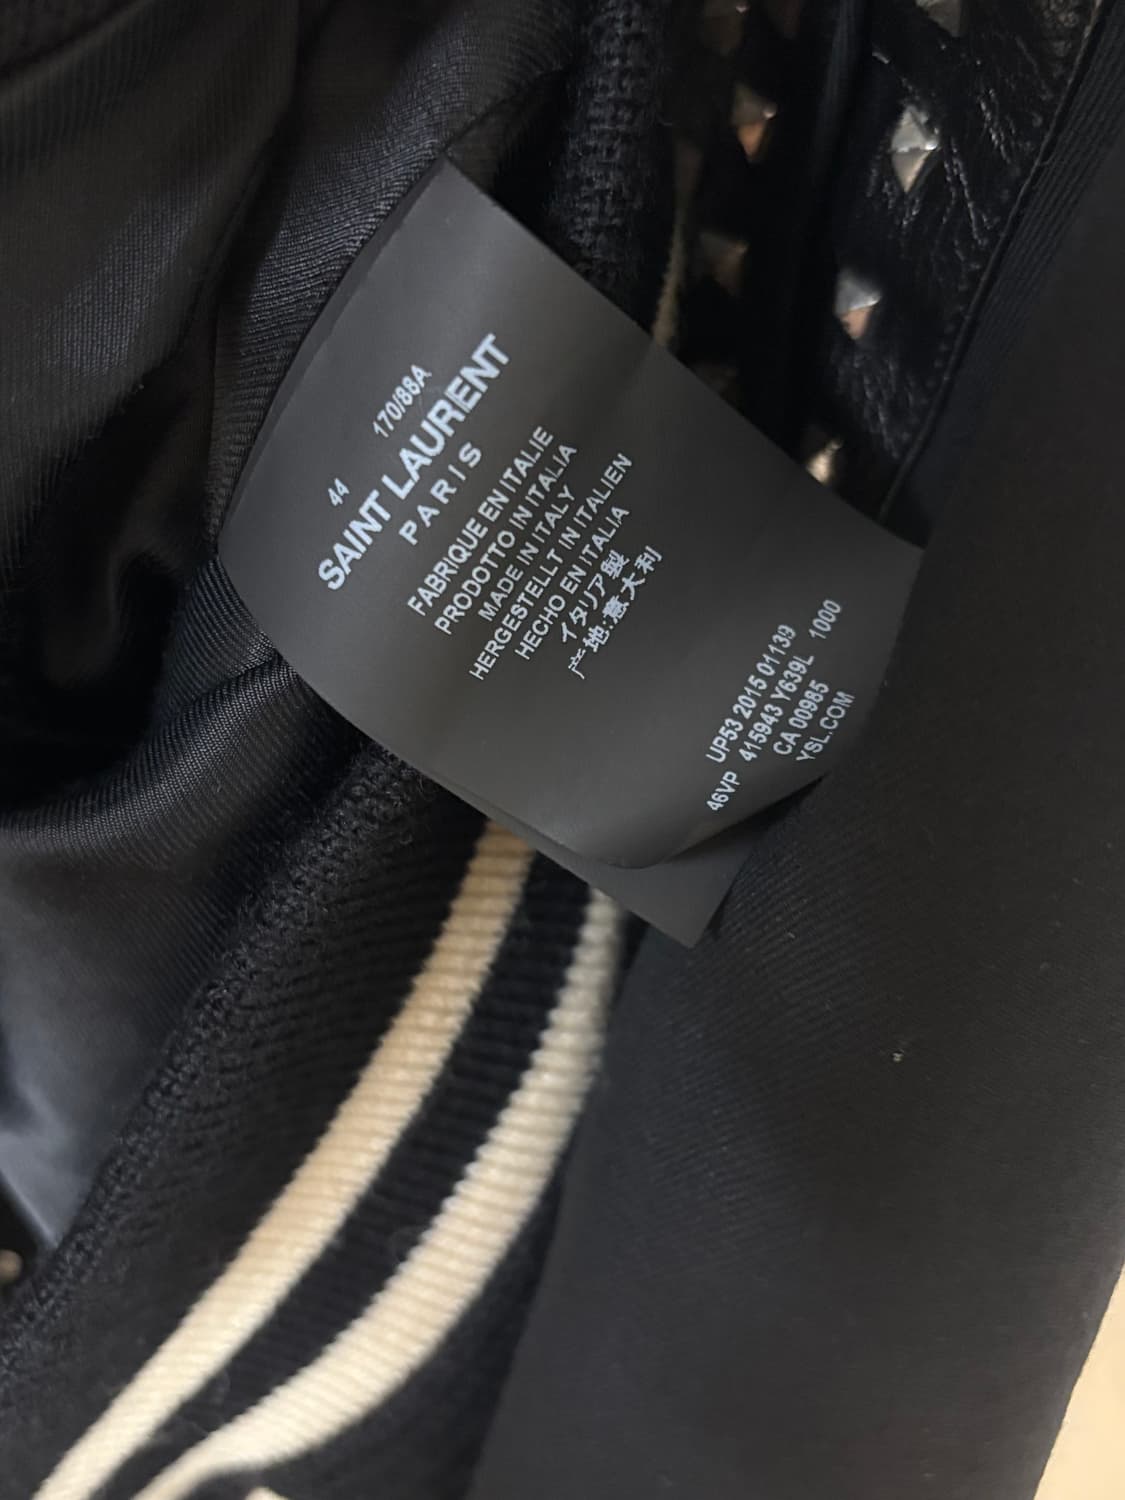 44 170/88A
SAINT LAURENT
PARIS
FABRIQUE EN ITALIE
PRODOTTO IN ITALIA
MADE IN ITALY
HERGESTELLT IN ITALIEN
HECHO EN ITALIA
イタリア製
产地:意大利
UP53 2015 01139
46VP 415943 Y639L 1000
CA 00985
YSL.COM